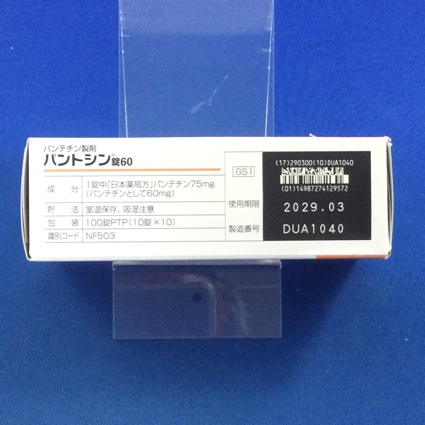 パンテチン製剤
パントシン錠60
成　分　1錠中「日本薬局方」パンテチン75mg
（パンテチンとして60mg）
貯　法　室温保存、吸湿注意
包　装　100錠PTP（10錠×10）
識別コード　NF503
GS1
使用期限
製造番号
(17)290300(10)DUA1040
(01)14987274129572
2029.03
DUA1040